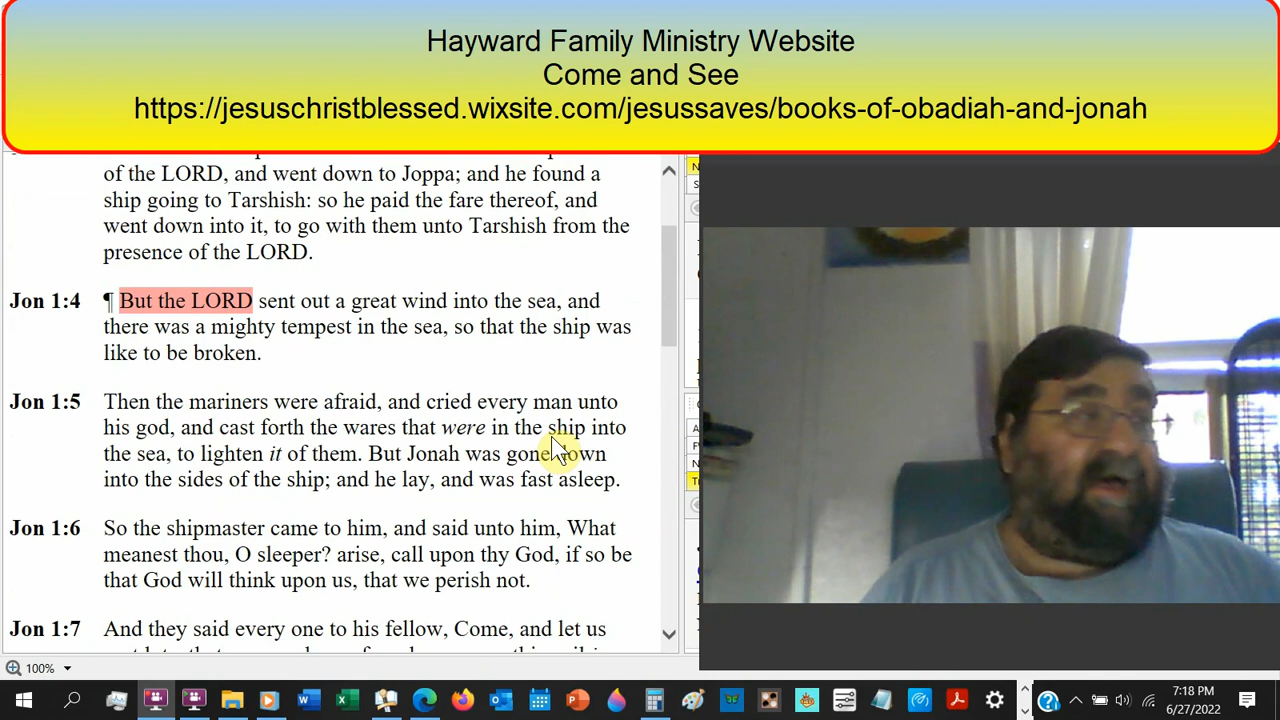 Hayward Family Ministry Website
Come and See
https://jesuschristblessed.wixsite.com/jesussaves/books-of-obadiah-and-jonah
of the LORD, and went down to Joppa; and he found a
ship going to Tarshish: so he paid the fare thereof, and
went down into it, to go with them unto Tarshish from the
presence of the LORD.
Jon 1:4 ¶ But the LORD sent out a great wind into the sea, and
there was a mighty tempest in the sea, so that the ship was
like to be broken.
Jon 1:5 Then the mariners were afraid, and cried every man unto
his god, and cast forth the wares that were in the ship into
the sea, to lighten it of them. But Jonah was gone down
into the sides of the ship; and he lay, and was fast asleep.
Jon 1:6 So the shipmaster came to him, and said unto him, What
meanest thou, O sleeper? arise, call upon thy God, if so be
that God will think upon us, that we perish not.
Jon 1:7 And they said every one to his fellow, Come, and let us
100%
7:18 PM
6/27/2022